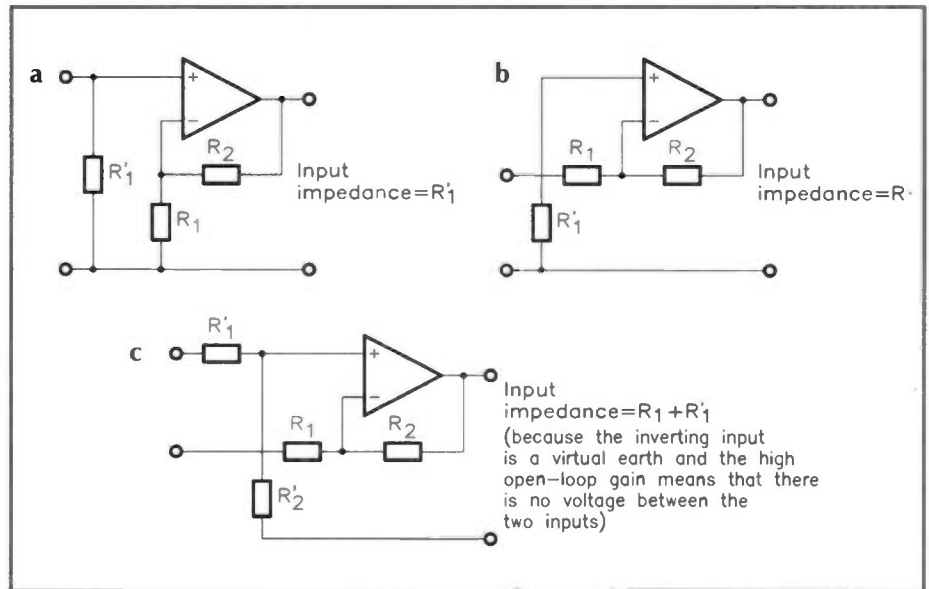 a
+
−
R'1
R2
R1
Input
impedance=R'1
b
+
−
R1
R2
R'1
Input
c
R'1
+
−
R1
R2
R'2
Input
impedance=R1+R'1
(because the inverting input
is a virtual earth and the high
open-loop gain means that there
is no voltage between the
two inputs)